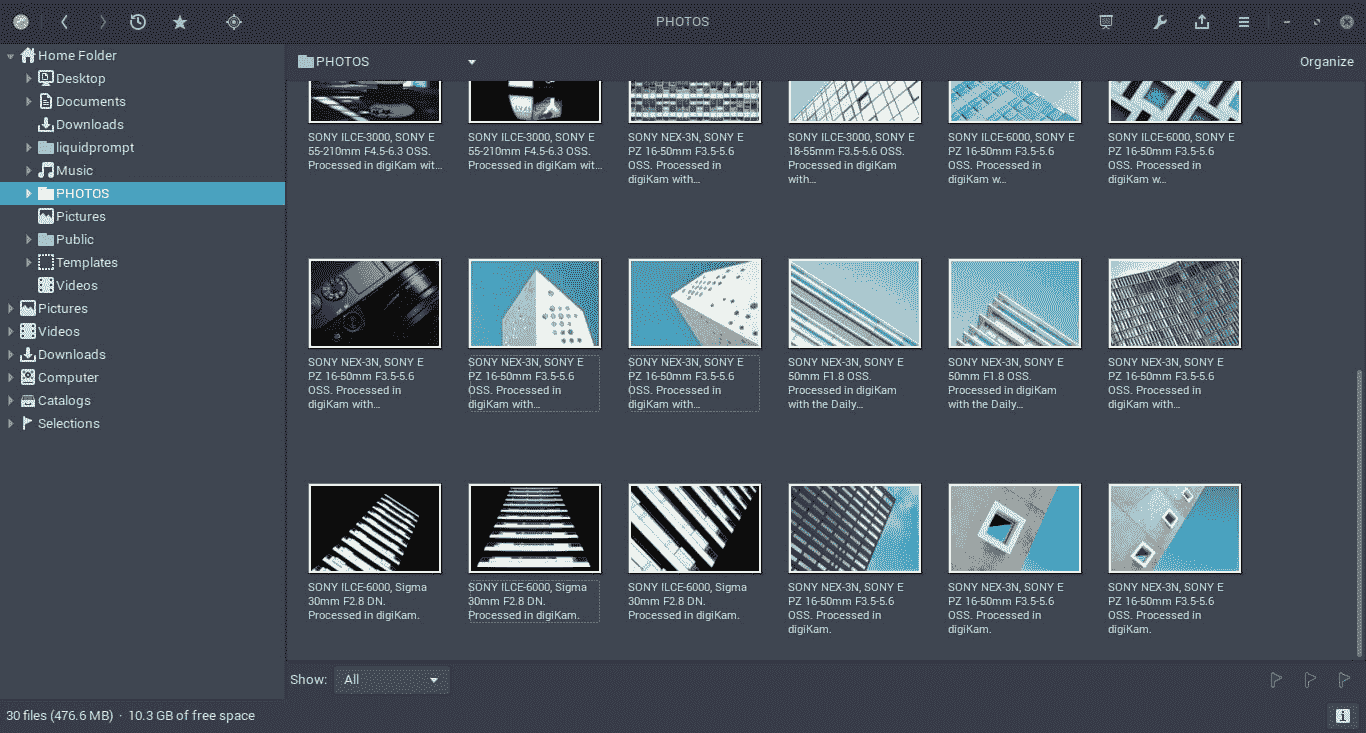 PHOTOS
Home Folder
Desktop
Documents
Downloads
liquidprompt
Music
PHOTOS
Pictures
Public
Templates
Videos
Pictures
Videos
Downloads
Computer
Catalogs
Selections
PHOTOS
Organize
SONY ILCE-3000, SONY E
55-210mm F4.5-6.3 OSS.
Processed in digiKam wit...
SONY ILCE-3000, SONY E
55-210mm F4.5-6.3 OSS.
Processed in digiKam wit...
SONY NEX-3N, SONY E
PZ 16-50mm F3.5-5.6
OSS. Processed in
digiKam with...
SONY ILCE-3000, SONY E
18-55mm F3.5-5.6 OSS.
Processed in digiKam
with...
SONY ILCE-6000, SONY E
PZ 16-50mm F3.5-5.6
OSS. Processed in
digiKam w...
SONY ILCE-6000, SONY E
PZ 16-50mm F3.5-5.6
OSS. Processed in
digiKam w...
SONY NEX-3N, SONY E
PZ 16-50mm F3.5-5.6
OSS. Processed in
digiKam with...
SONY NEX-3N, SONY E
PZ 16-50mm F3.5-5.6
OSS. Processed in
digiKam with...
SONY NEX-3N, SONY E
PZ 16-50mm F3.5-5.6
OSS. Processed in
digiKam with...
SONY NEX-3N, SONY E
50mm F1.8 OSS.
Processed in digiKam
with the Daily...
SONY NEX-3N, SONY E
50mm F1.8 OSS.
Processed in digiKam
with the Daily...
SONY NEX-3N, SONY E
PZ 16-50mm F3.5-5.6
OSS. Processed in
digiKam with...
SONY ILCE-6000, Sigma
30mm F2.8 DN.
Processed in digiKam.
SONY ILCE-6000, Sigma
30mm F2.8 DN.
Processed in digiKam.
SONY ILCE-6000, Sigma
30mm F2.8 DN.
Processed in digiKam.
SONY NEX-3N, SONY E
PZ 16-50mm F3.5-5.6
OSS. Processed in
digiKam.
SONY NEX-3N, SONY E
PZ 16-50mm F3.5-5.6
OSS. Processed in
digiKam.
SONY NEX-3N, SONY E
PZ 16-50mm F3.5-5.6
OSS. Processed in
digiKam.
Show: All
30 files (476.6 MB) · 10.3 GB of free space